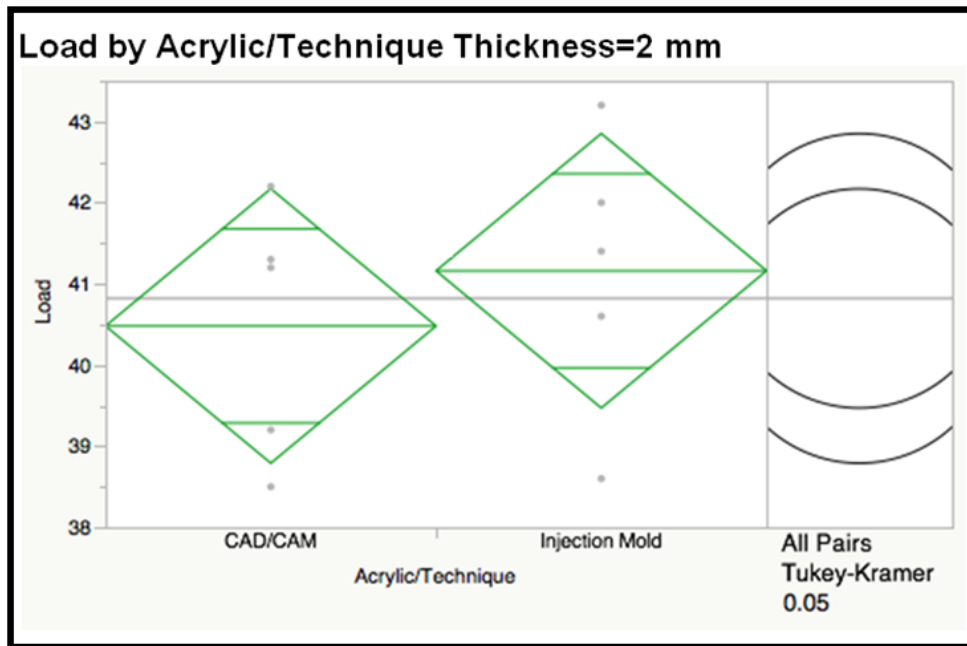 Load by Acrylic/Technique Thickness=2 mm
43
42
41
40
39
38
Load
CAD/CAM
Injection Mold
Acrylic/Technique
All Pairs
Tukey-Kramer
0.05